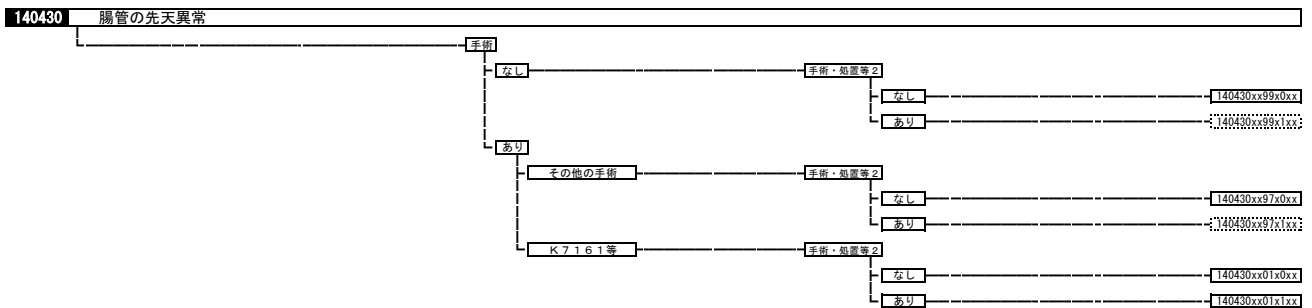 140430 腸管の先天異常
手術
なし 手術・処置等2
なし 140430xx99x0xx
あり 140430xx99x1xx
あり
その他の手術 手術・処置等2
なし 140430xx97x0xx
あり 140430xx97x1xx
K7161等 手術・処置等2
なし 140430xx01x0xx
あり 140430xx01x1xx